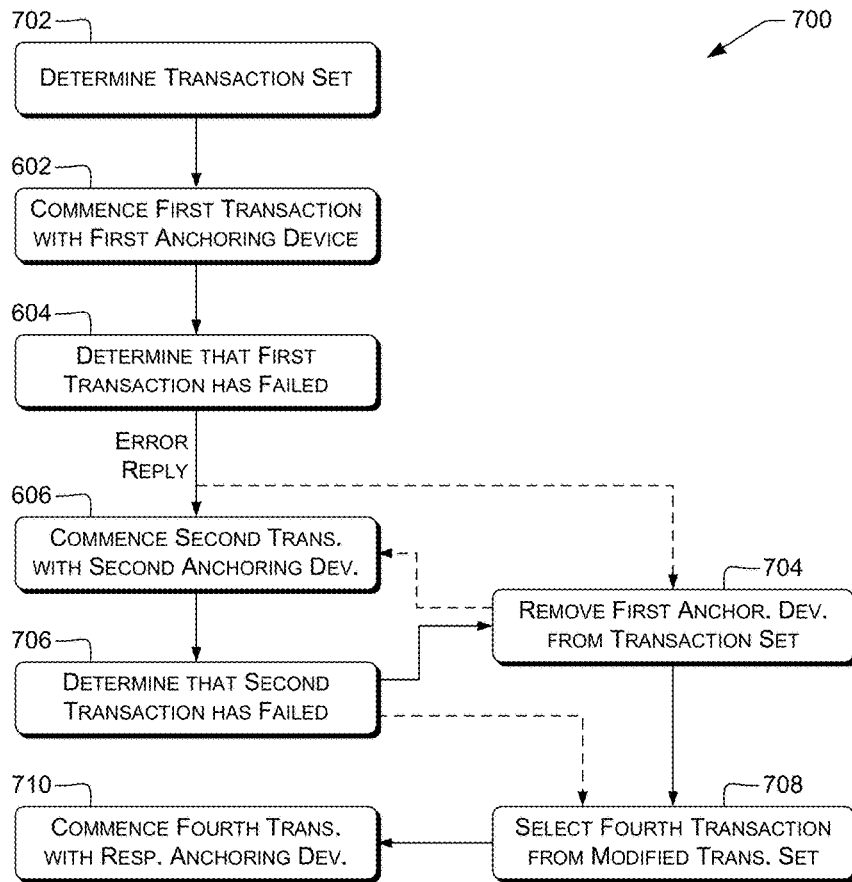 702
700
DETERMINE TRANSACTION SET
602
COMMENCE FIRST TRANSACTION
WITH FIRST ANCHORING DEVICE
604
DETERMINE THAT FIRST
TRANSACTION HAS FAILED
ERROR
REPLY
606
COMMENCE SECOND TRANS.
WITH SECOND ANCHORING DEV.
704
REMOVE FIRST ANCHOR. DEV.
FROM TRANSACTION SET
706
DETERMINE THAT SECOND
TRANSACTION HAS FAILED
710
COMMENCE FOURTH TRANS.
WITH RESP. ANCHORING DEV.
708
SELECT FOURTH TRANSACTION
FROM MODIFIED TRANS. SET